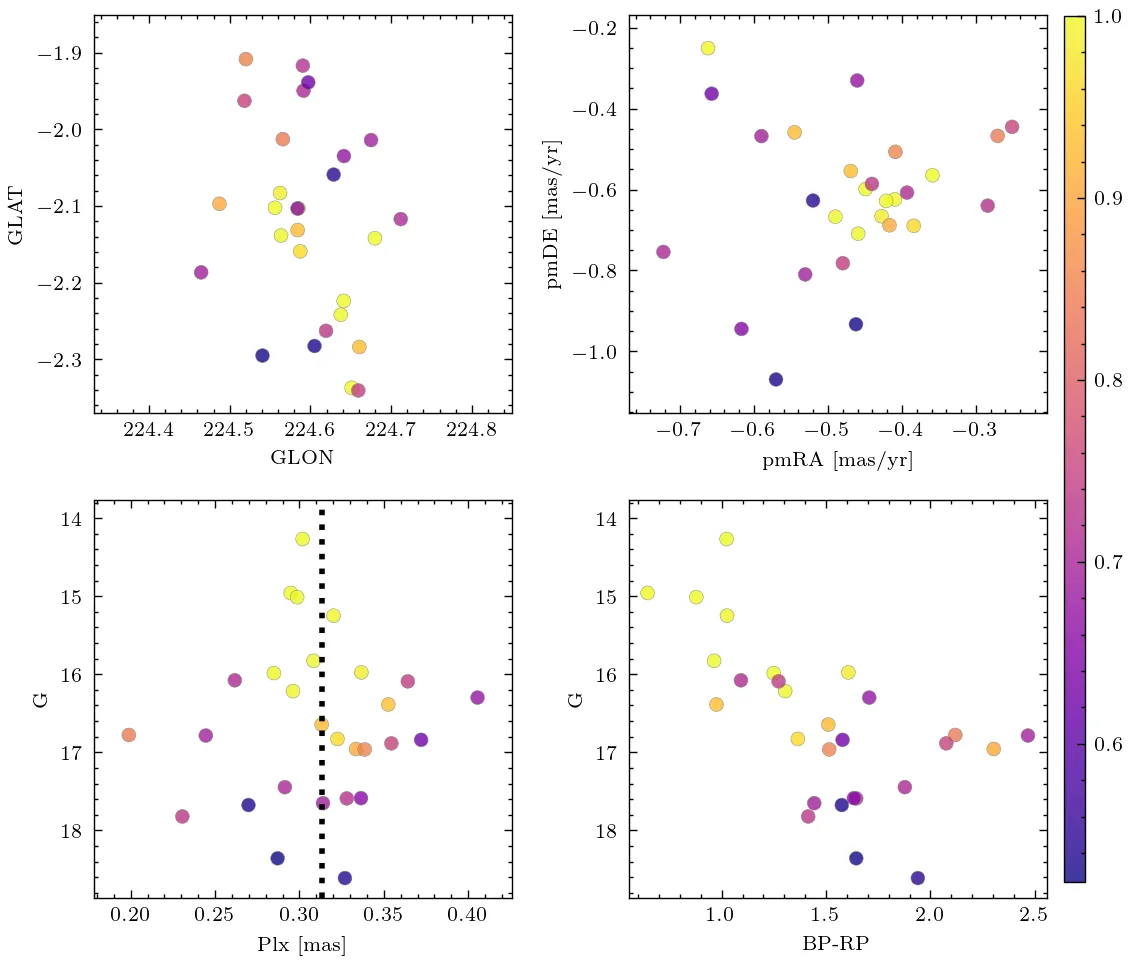 −1.9
−2.0
−2.1
−2.2
−2.3
GLAT
224.4 224.5 224.6 224.7 224.8
GLON
−0.2
−0.4
−0.6
−0.8
−1.0
pmDE [mas/yr]
−0.7 −0.6 −0.5 −0.4 −0.3
pmRA [mas/yr]
1.0
0.9
0.8
0.7
0.6
14
15
16
17
18
G
0.20 0.25 0.30 0.35 0.40
Plx [mas]
14
15
16
17
18
G
1.0 1.5 2.0 2.5
BP-RP